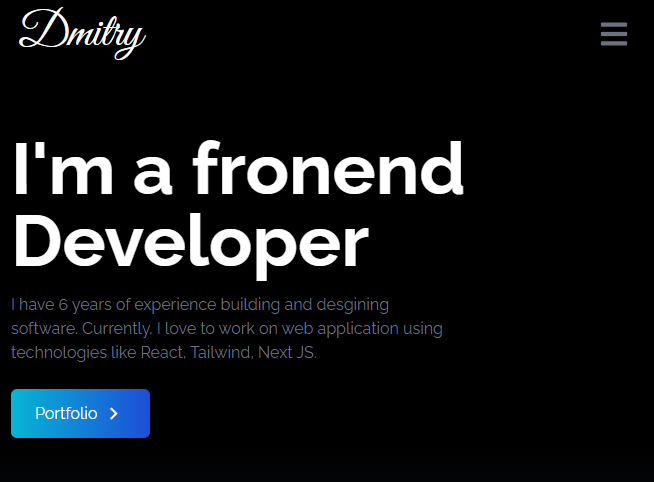 Dmitry
I'm a fronend
Developer
I have 6 years of experience building and desgining
software. Currently, I love to work on web application using
technologies like React, Tailwind, Next JS.
Portfolio